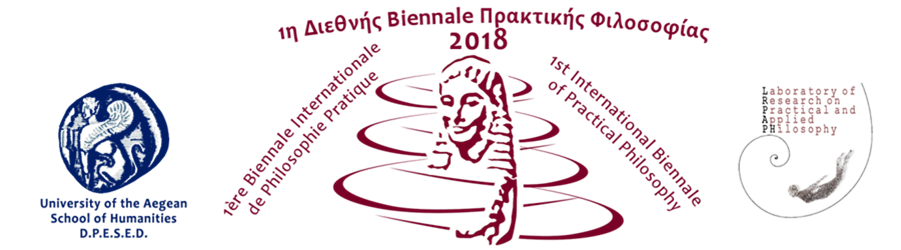 1η Διεθνής Biennale Πρακτικής Φιλοσοφίας
2018
1ère Biennale Internationale
de Philosophie Pratique
1st International Biennale
of Practical Philosophy
University of the Aegean
School of Humanities
D.P.E.S.E.D.
Laboratory of
Research on
Practical and
Applied
PHilosophy